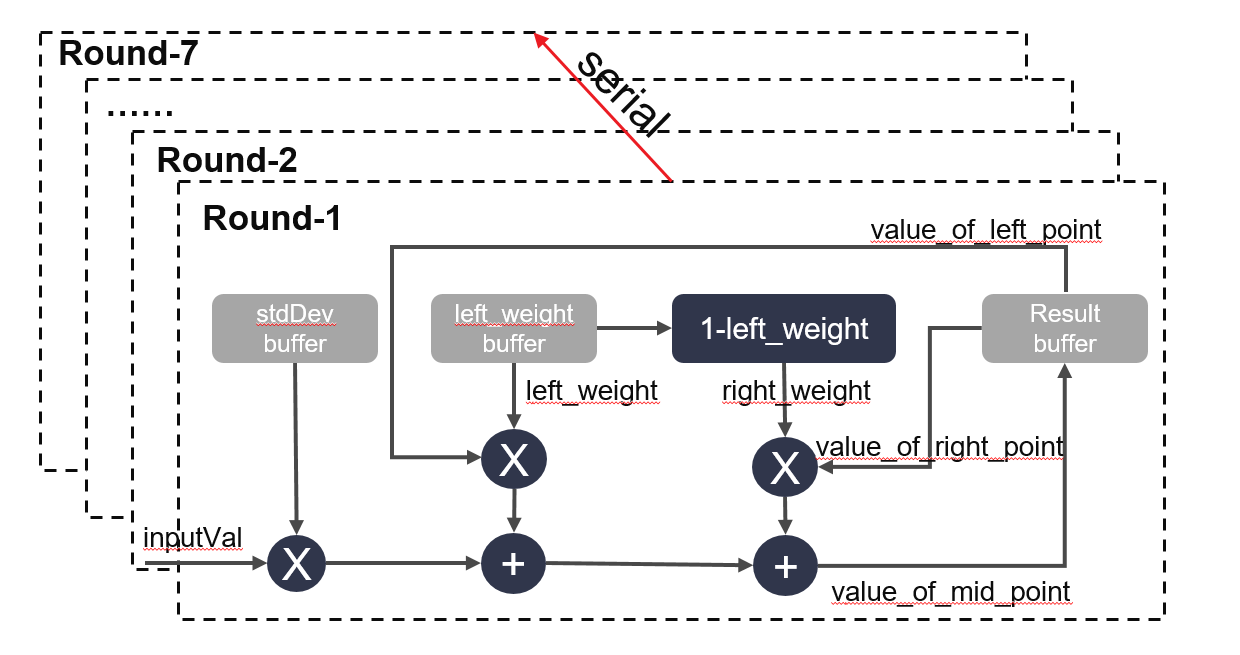 Round-7
serial
......
Round-2
Round-1
value_of_left_point
stdDev
buffer
left_weight
buffer
1-left_weight
Result
buffer
left_weight
right_weight
X
X
value_of_right_point
inputVal
X
+
+
value_of_mid_point